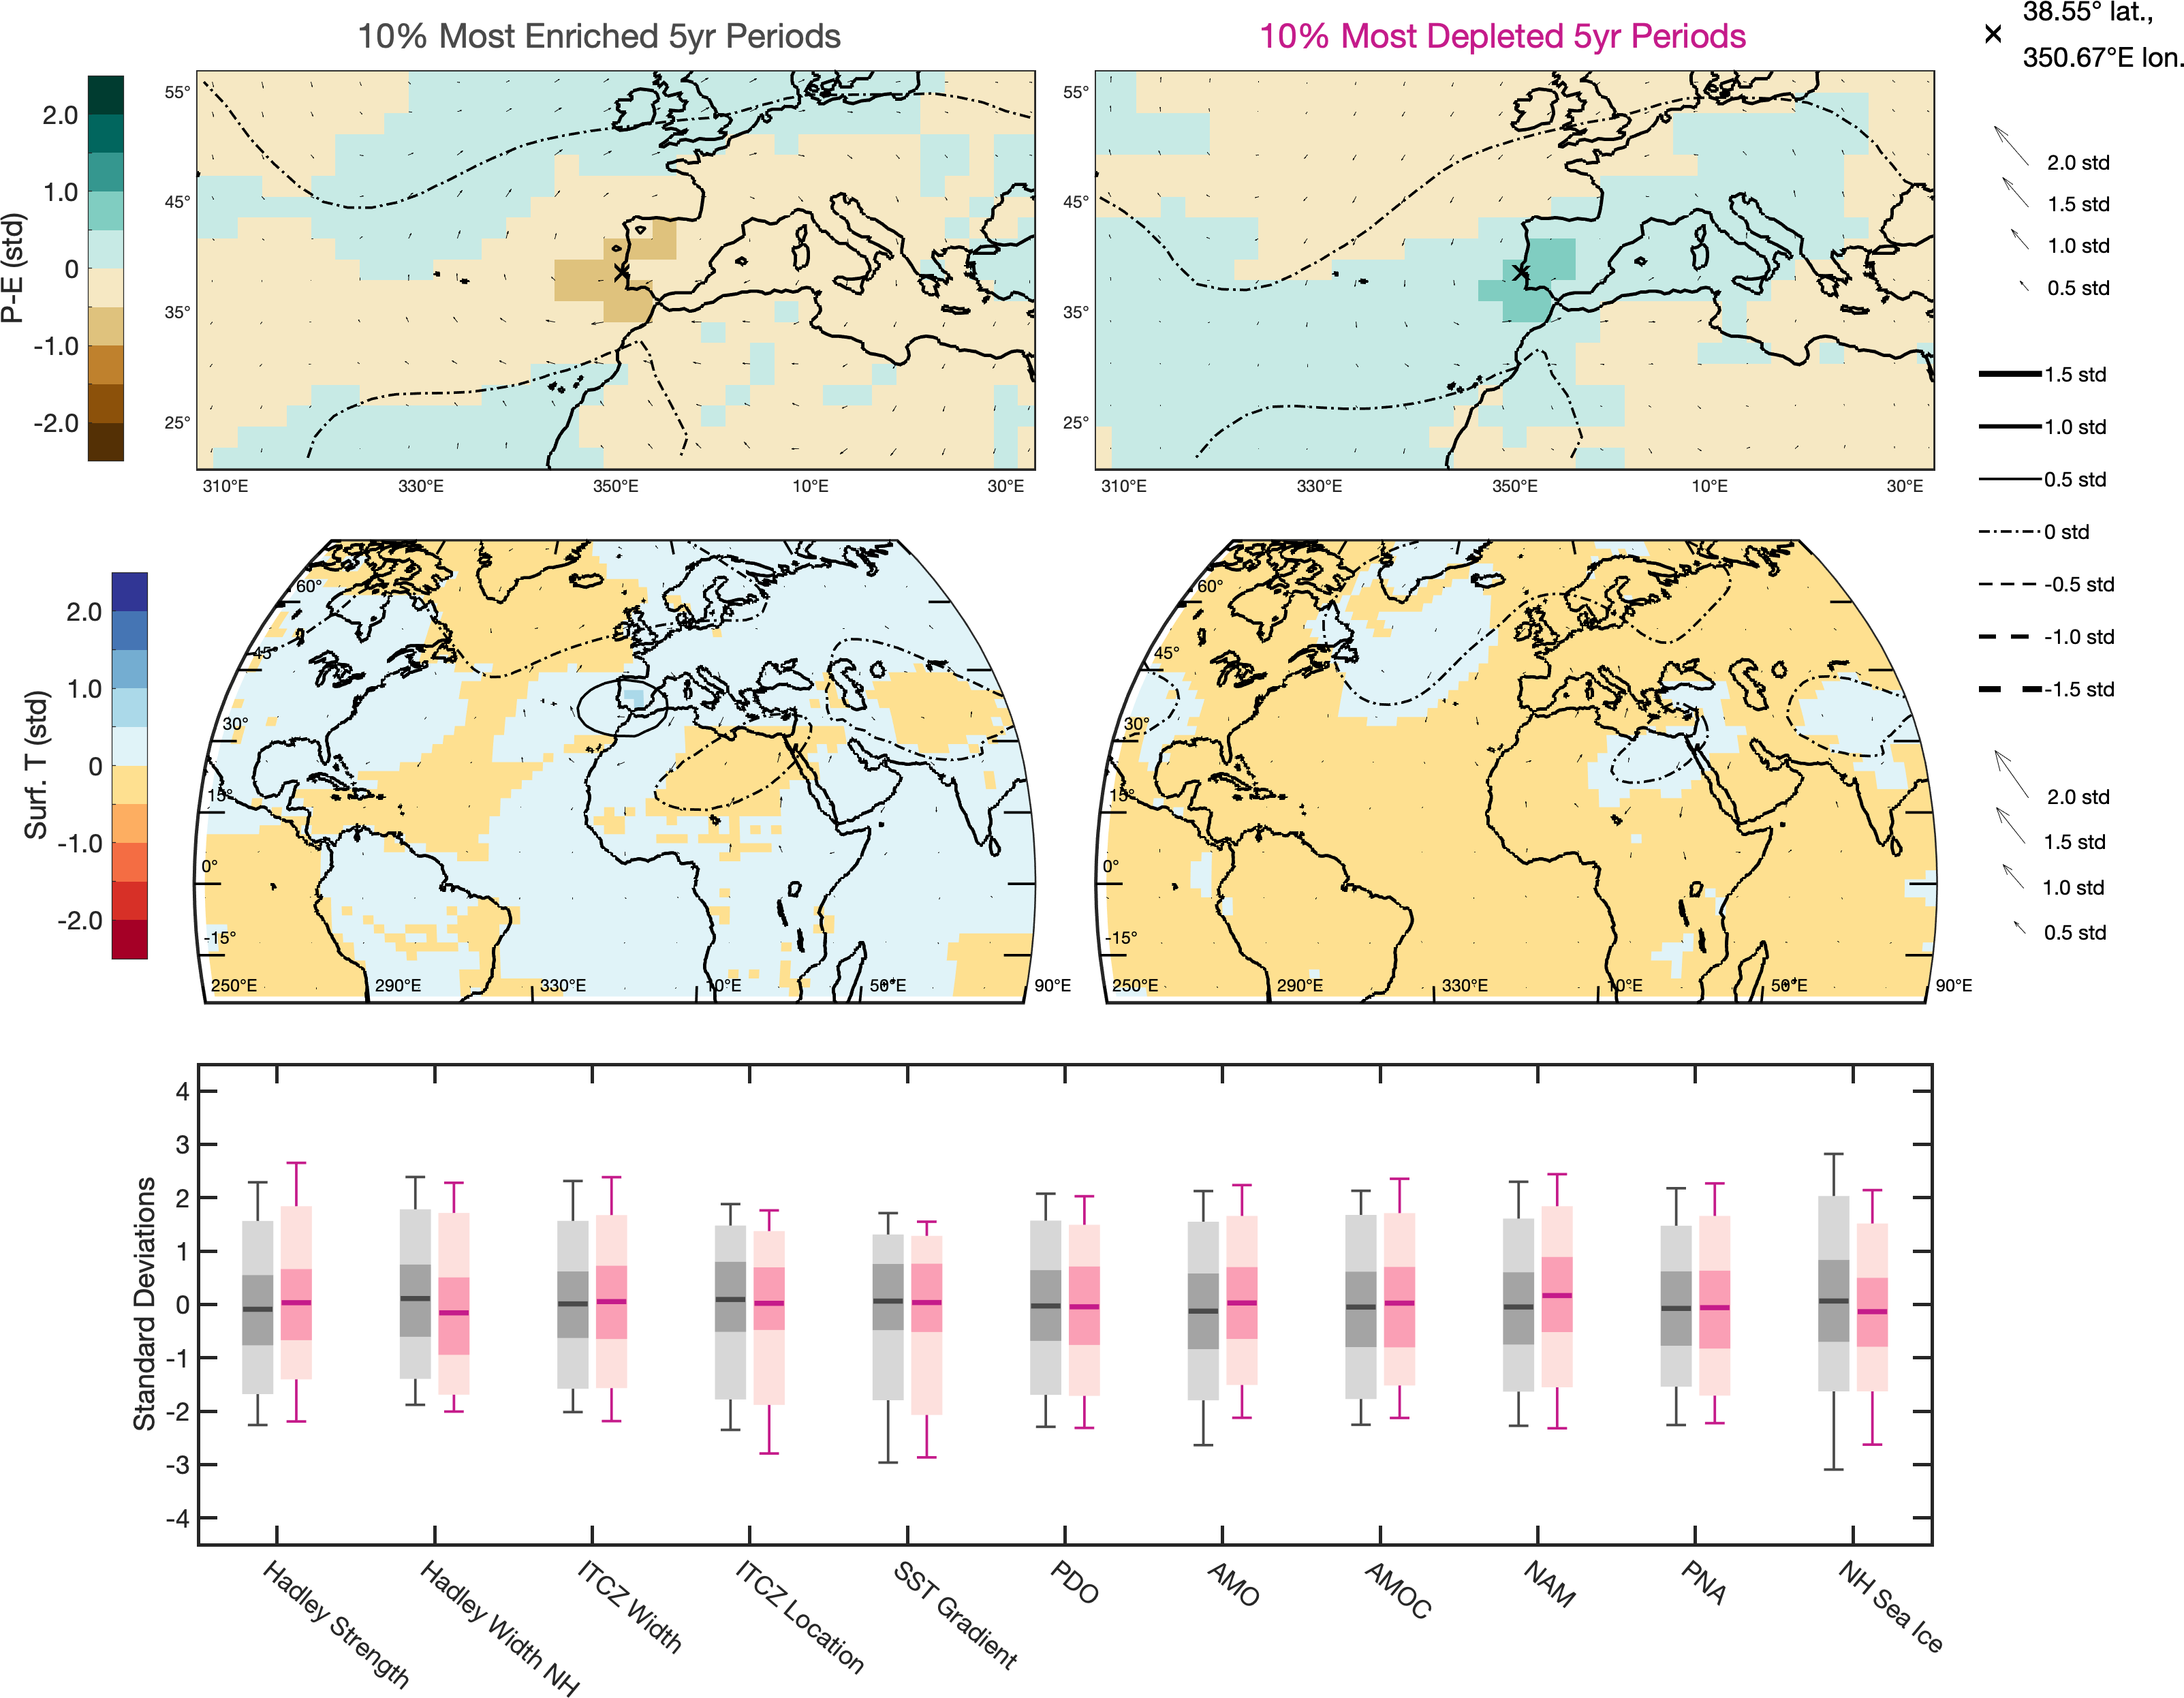 10% Most Enriched 5yr Periods
10% Most Depleted 5yr Periods
38.55° lat.,
350.67°E lon.
P-E (std)
2.0
1.0
0
-1.0
-2.0
55°
45°
35°
25°
310°E
330°E
350°E
10°E
30°E
55°
45°
35°
25°
310°E
330°E
350°E
10°E
30°E
2.0 std
1.5 std
1.0 std
0.5 std
1.5 std
1.0 std
0.5 std
0 std
-0.5 std
-1.0 std
-1.5 std
Surf. T (std)
2.0
1.0
0
-1.0
-2.0
60°
45°
30°
15°
0°
-15°
250°E
290°E
330°E
10°E
50°E
90°E
60°
45°
30°
15°
0°
-15°
250°E
290°E
330°E
10°E
50°E
90°E
2.0 std
1.5 std
1.0 std
0.5 std
Standard Deviations
4
3
2
1
0
-1
-2
-3
-4
Hadley Strength
Hadley Width NH
ITCZ Width
ITCZ Location
SST Gradient
PDO
AMO
AMOC
NAM
PNA
NH Sea Ice